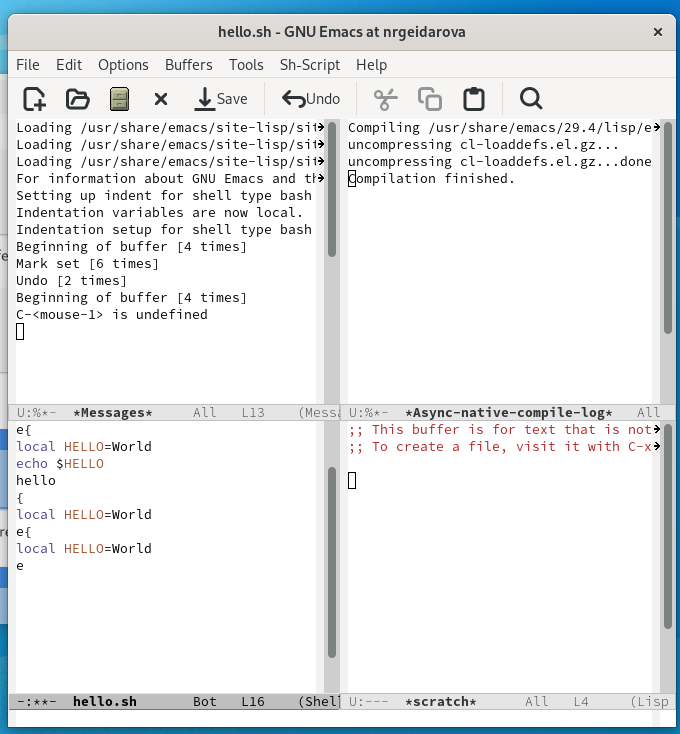 hello.sh - GNU Emacs at nrgeidarova
File Edit Options Buffers Tools Sh-Script Help
Save Undo
Loading /usr/share/emacs/site-lisp/sit
Loading /usr/share/emacs/site-lisp/sit
Loading /usr/share/emacs/site-lisp/sit
For information about GNU Emacs and th
Setting up indent for shell type bash
Indentation variables are now local.
Indentation setup for shell type bash
Beginning of buffer [4 times]
Mark set [6 times]
Undo [2 times]
Beginning of buffer [4 times]
C-<mouse-1> is undefined
U:%*- *Messages* All L13 (Messa
Compiling /usr/share/emacs/29.4/lisp/e
uncompressing cl-loaddefs.el.gz...
uncompressing cl-loaddefs.el.gz...done
Compilation finished.
U:%*- *Async-native-compile-log* All
e{
local HELLO=World
echo $HELLO
hello
{
local HELLO=World
e{
local HELLO=World
e
-:**- hello.sh Bot L16 (Shel
;; This buffer is for text that is not
;; To create a file, visit it with C-x
U:--- *scratch* All L4 (Lisp